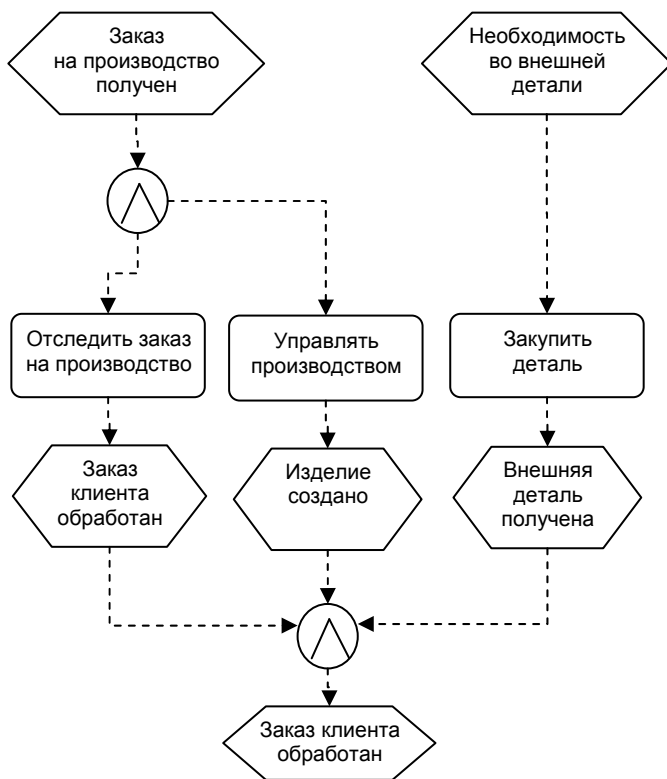 Заказ
на производство
получен
Необходимость
во внешней
детали
Отследить заказ
на производство
Управлять
производством
Закупить
деталь
Заказ
клиента
обработан
Изделие
создано
Внешняя
деталь
получена
Заказ клиента
обработан